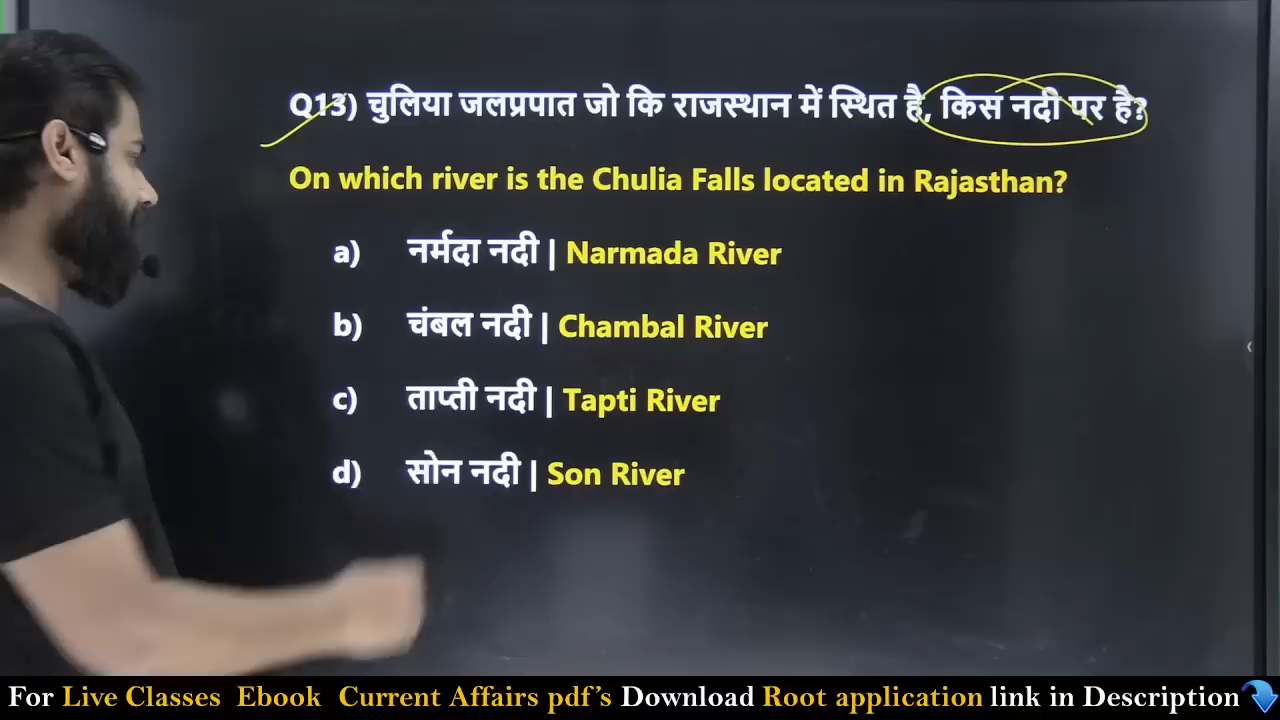 Q13) चुलिया जलप्रपात जो कि राजस्थान में स्थित है, किस नदी पर है?
On which river is the Chulia Falls located in Rajasthan?
a) नर्मदा नदी | Narmada River
b) चंबल नदी | Chambal River
c) ताप्ती नदी | Tapti River
d) सोन नदी | Son River
For Live Classes Ebook Current Affairs pdf's Download Root application link in Description